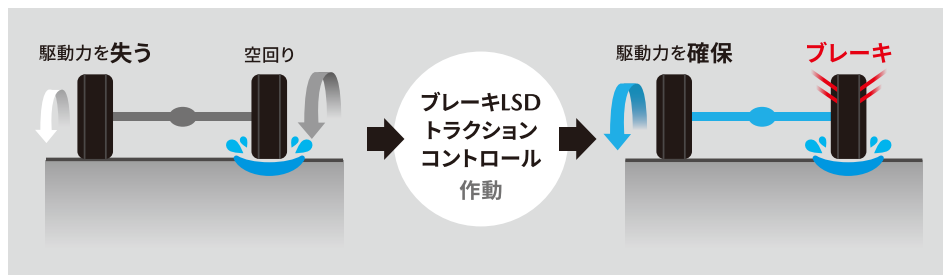 駆動力を失う
空回り
ブレーキLSD
トラクション
コントロール
作動
駆動力を確保
ブレーキ